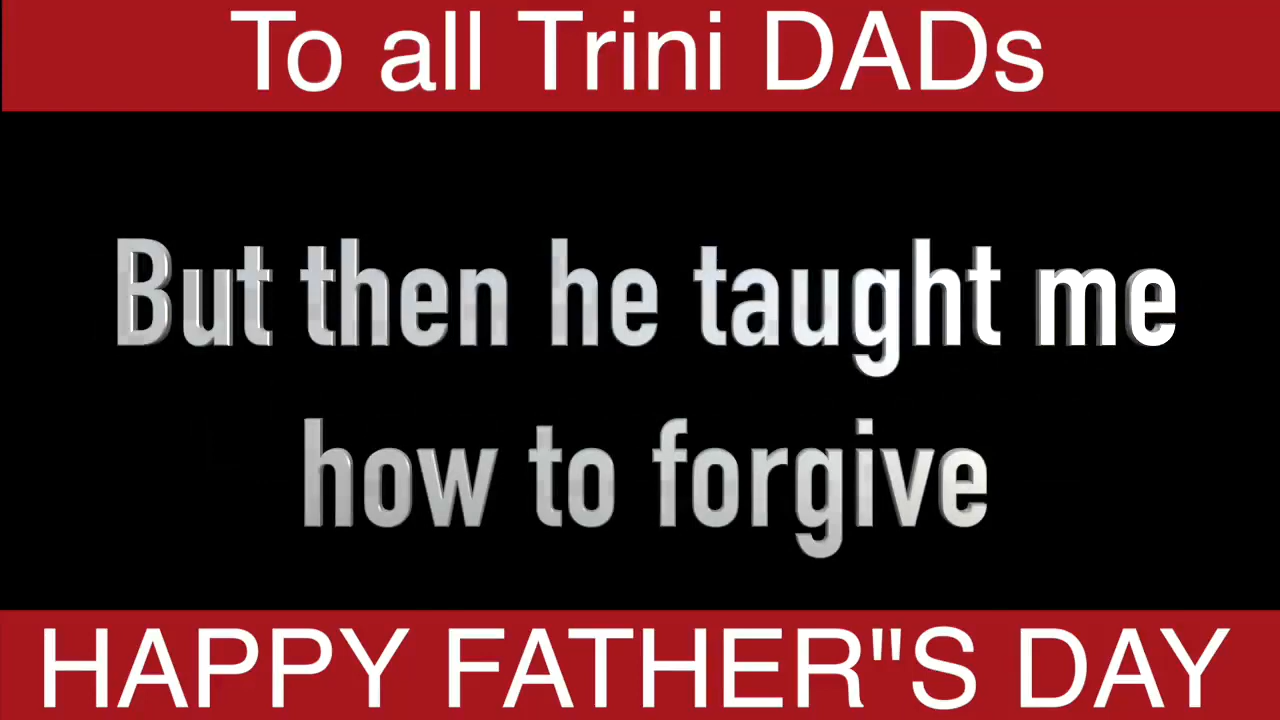 To all Trini DADs
But then he taught me
how to forgive
HAPPY FATHER"S DAY